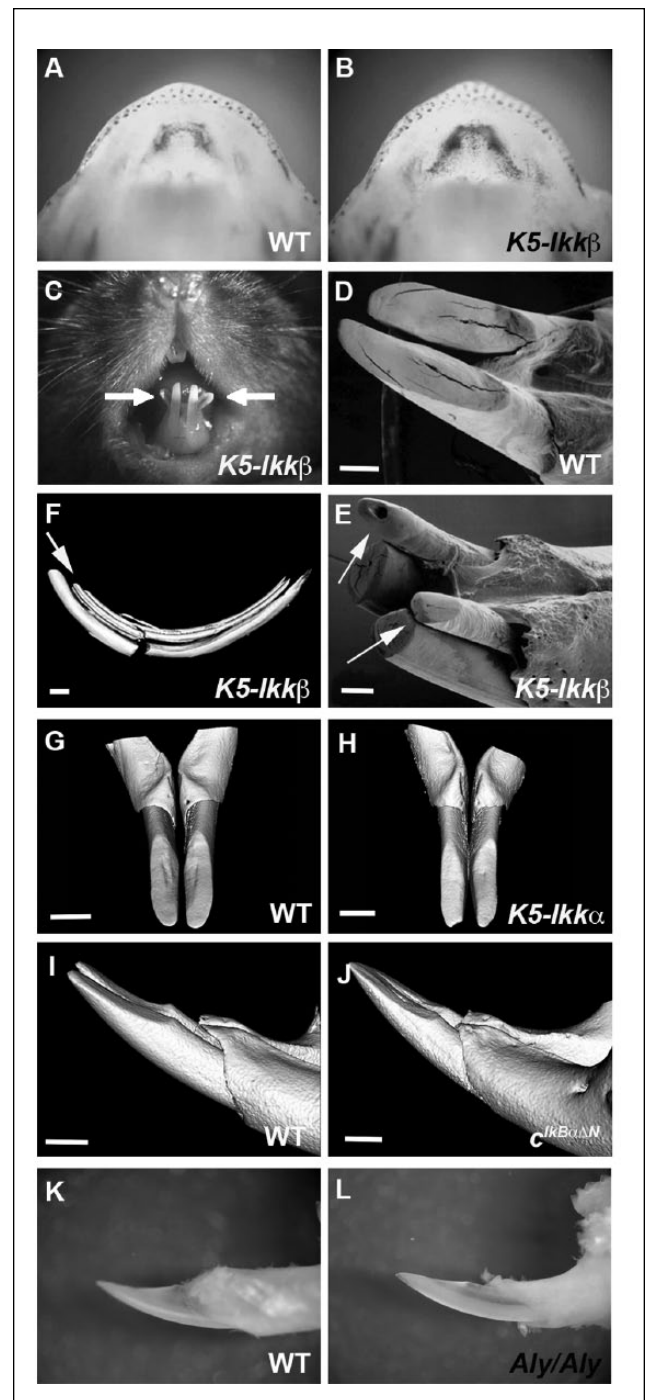 A
WT
B
K5-Ikkβ
C
K5-Ikkβ
D
WT
F
K5-Ikkβ
E
K5-Ikkβ
G
WT
H
K5-Ikkα
I
WT
J
cIkBαΔN
K
WT
L
Aly/Aly